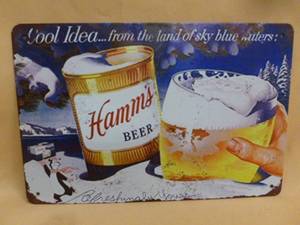 Cool Idea...from the land of sky blue waters:
Hamm's
BEER